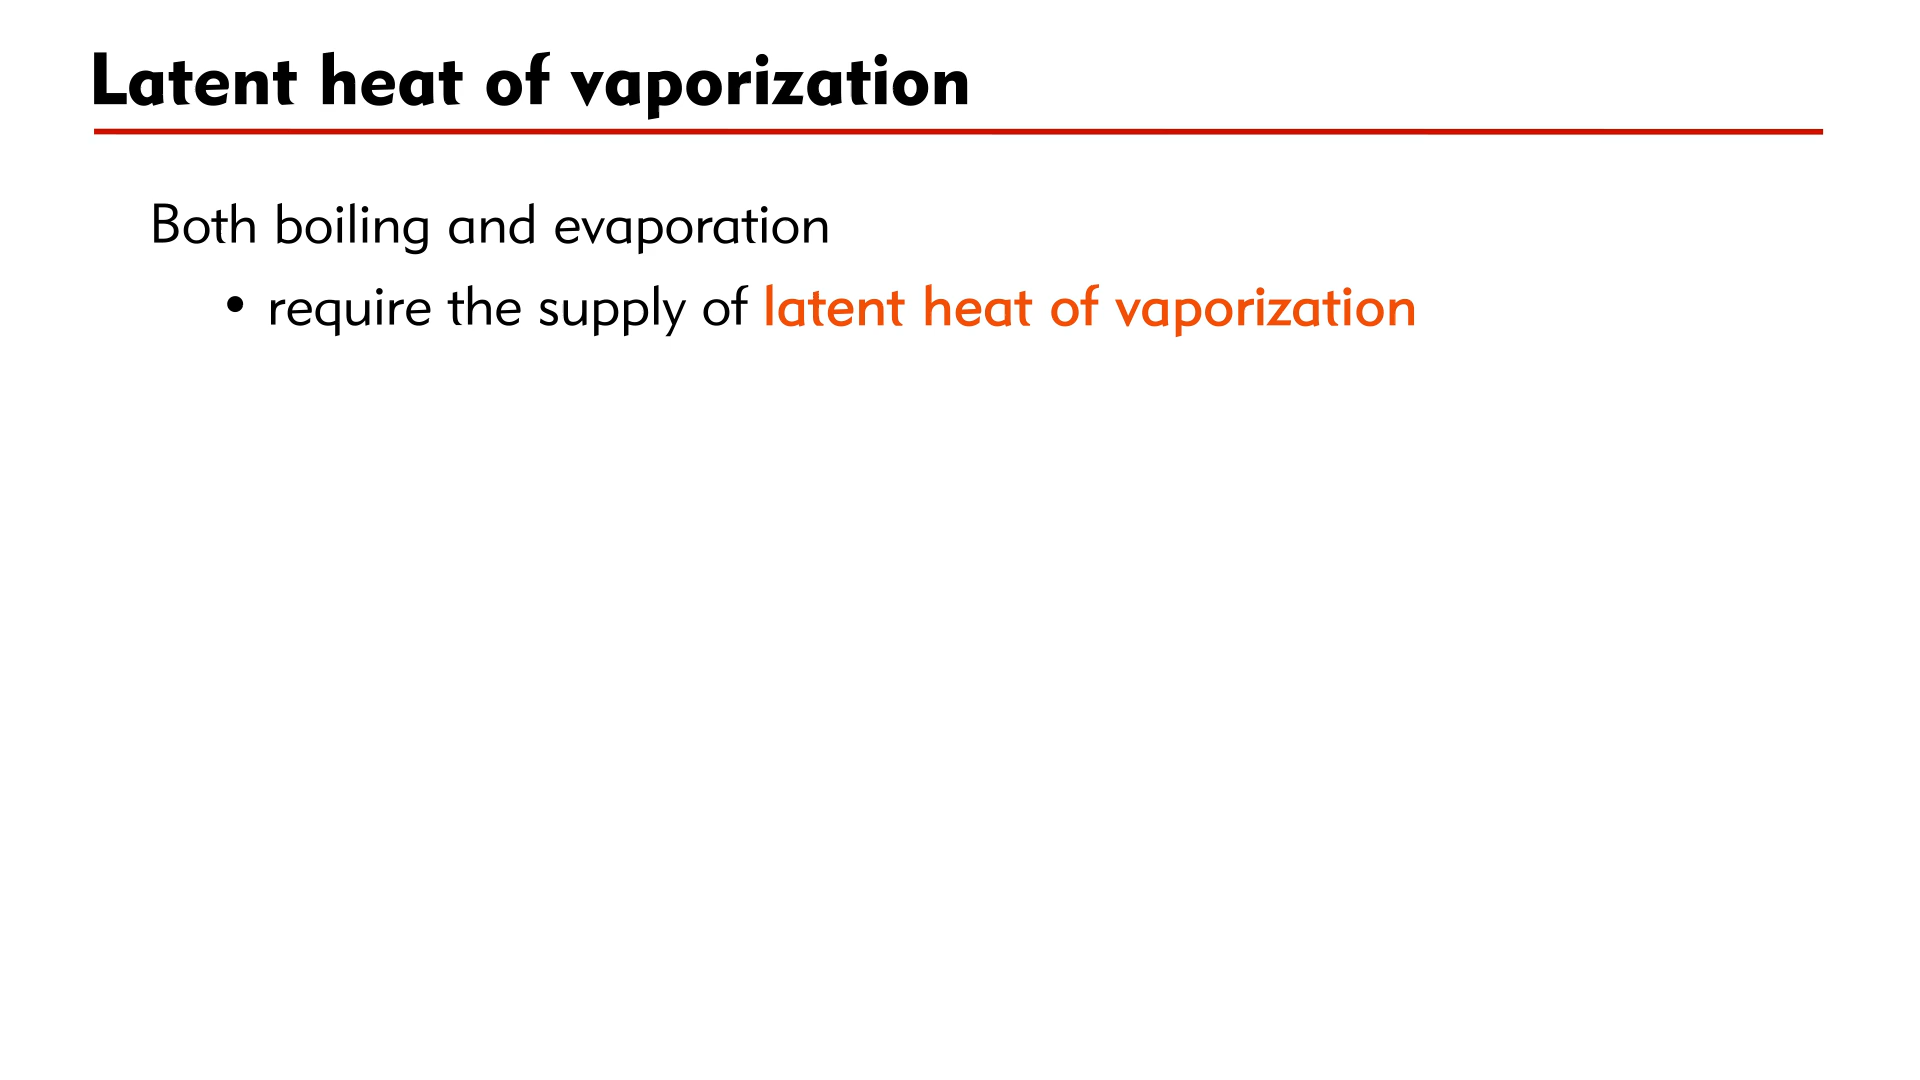 Latent heat of vaporization
Both boiling and evaporation
• require the supply of latent heat of vaporization